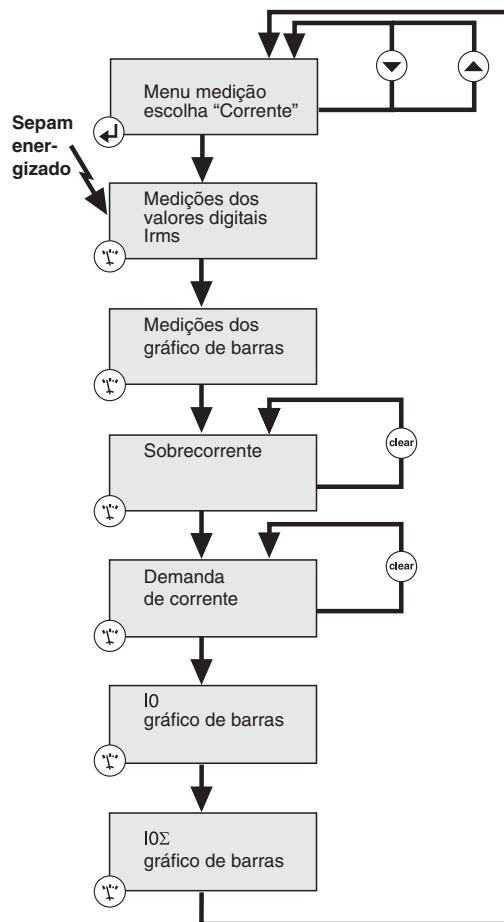 Menu medição
escolha “Corrente”
Sepam
ener-
gizado
Medições dos
valores digitais
Irms
Medições dos
gráfico de barras
Sobrecorrente
clear
Demanda
de corrente
clear
I0
gráfico de barras
I0Σ
gráfico de barras